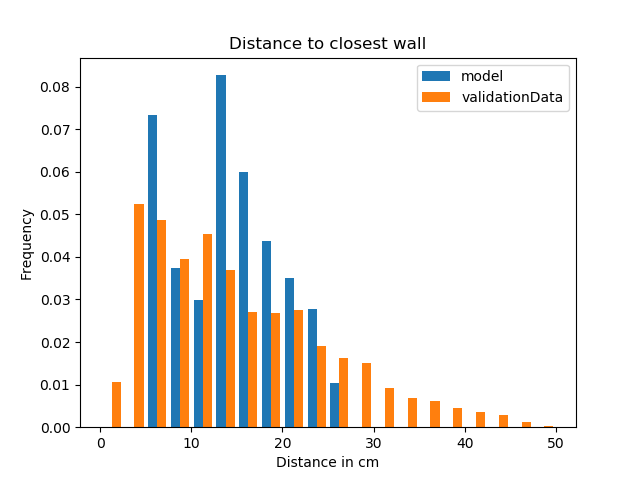 Distance to closest wall
model
validationData
Frequency
0.08
0.07
0.06
0.05
0.04
0.03
0.02
0.01
0.00
0 10 20 30 40 50
Distance in cm